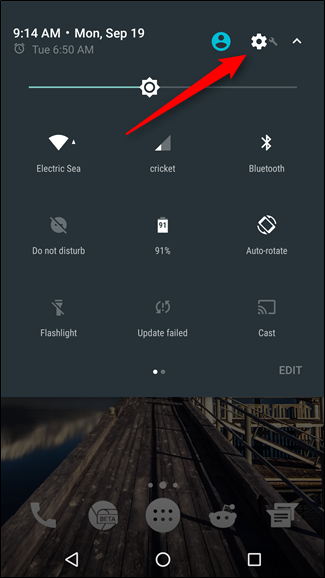 9:14 AM • Mon, Sep 19
Tue 6:50 AM
Electric Sea
cricket
Bluetooth
Do not disturb
91
91%
Auto-rotate
Flashlight
Update failed
Cast
EDIT
BETA